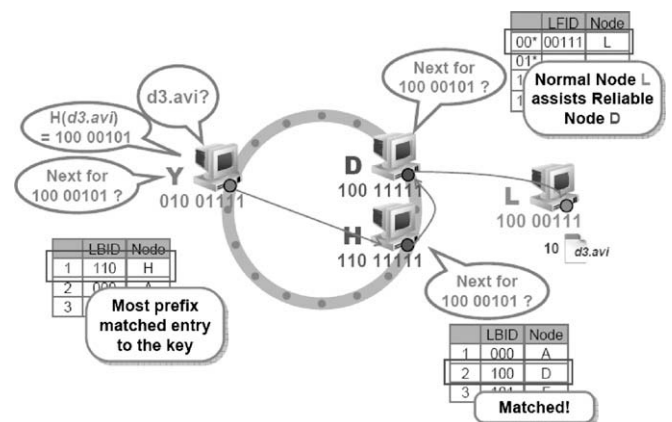 LFID Node
00* 00111 L
01*
1
1
Normal Node L
assists Reliable
Node D
d3.avi?
H(d3.avi)
= 100 00101
Next for
100 00101 ?
Y
010 01111
Next for
100 00101 ?
D
100 11111
H
110 11111
L
100 00111
10 d3.avi
Next for
100 00101 ?
LBID Node
1 110 H
2
3
Most prefix
matched entry
to the key
LBID Node
1 000 A
2 100 D
3
Matched!